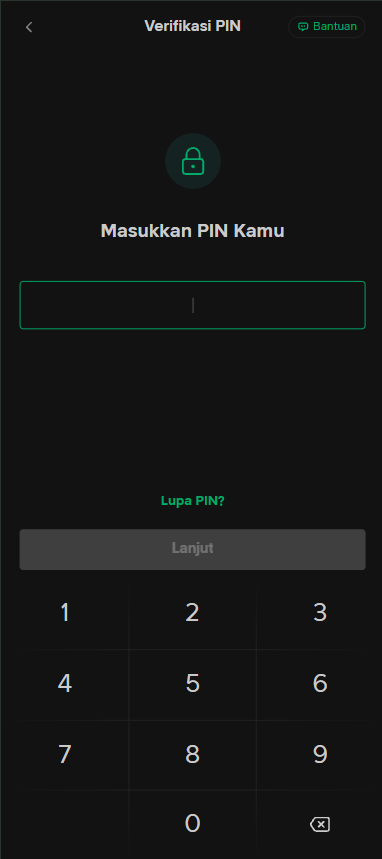 Verifikasi PIN
Bantuan
Masukkan PIN Kamu
Lupa PIN?
Lanjut
1 2 3
4 5 6
7 8 9
0